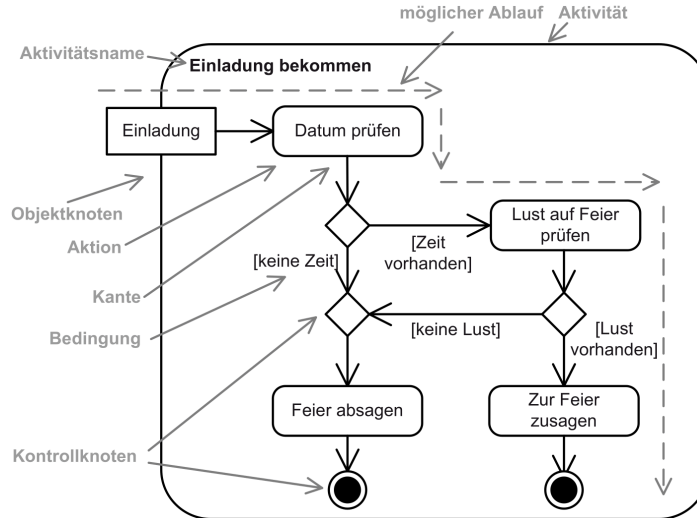 möglicher Ablauf
Aktivität
Aktivitätsname
Einladung bekommen
Einladung
Datum prüfen
Objektknoten
Lust auf Feier
prüfen
Aktion
[Zeit
vorhanden]
[keine Zeit]
Kante
Bedingung
[keine Lust]
[Lust
vorhanden]
Feier absagen
Zur Feier
zusagen
Kontrollknoten